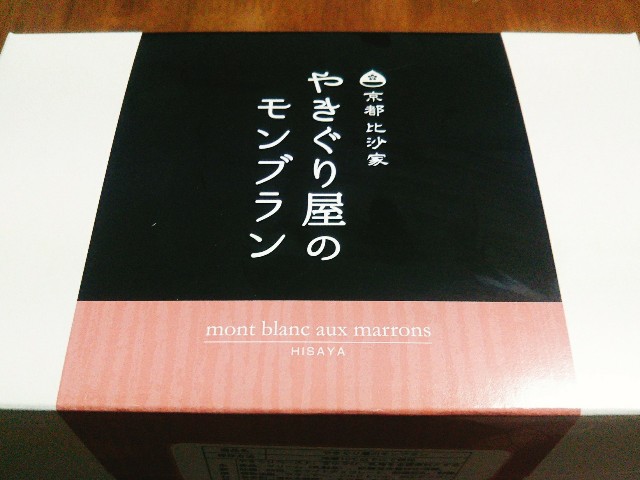 京都比沙家
やきぐり屋の
モンブラン
mont blanc aux marrons
HISAYA